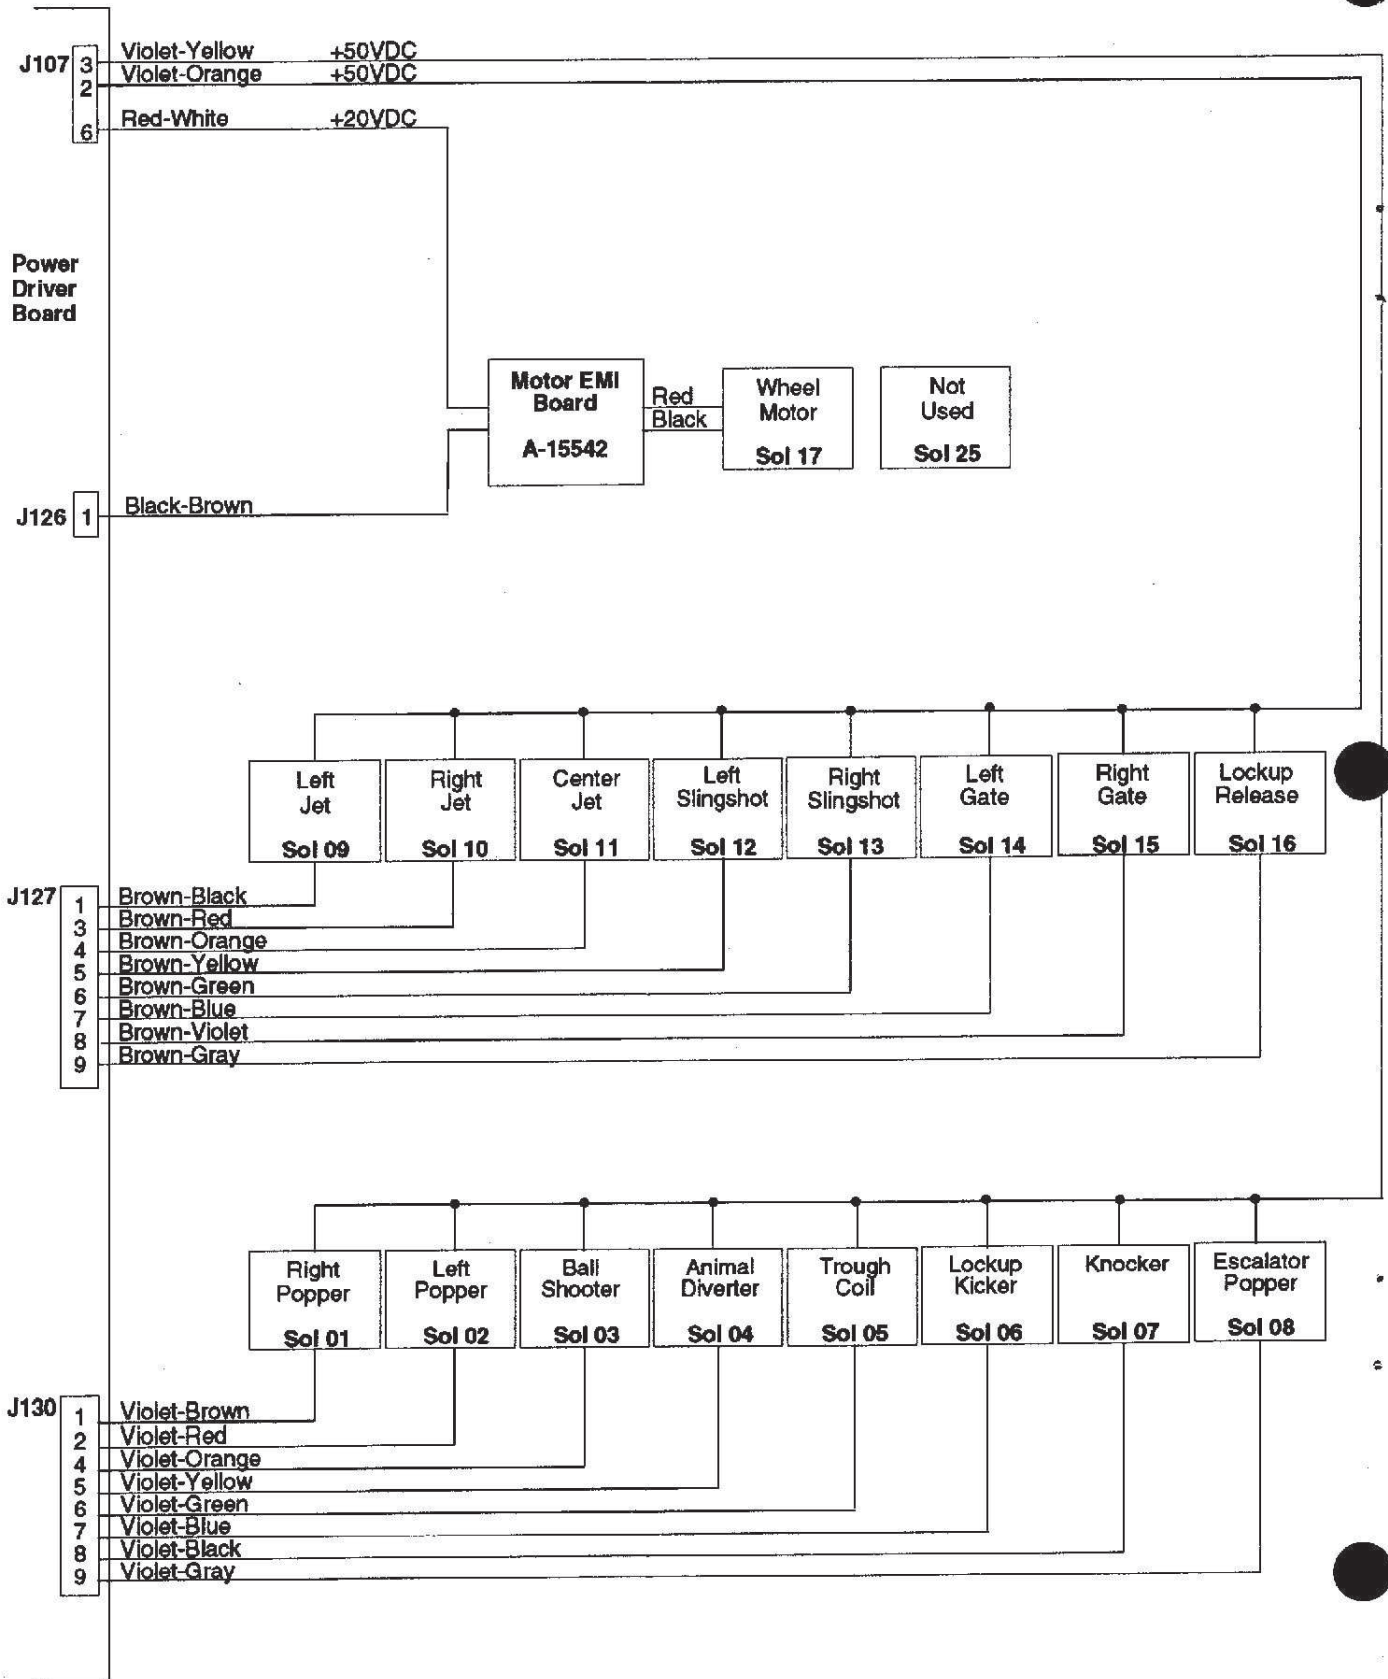 J107
3 Violet-Yellow +50VDC
2 Violet-Orange +50VDC
6 Red-White +20VDC
Power
Driver
Board
Motor EMI
Board
A-15542
Red
Black
Wheel
Motor
Sol 17
Not
Used
Sol 25
J126 1 Black-Brown
Left
Jet
Sol 09
Right
Jet
Sol 10
Center
Jet
Sol 11
Left
Slingshot
Sol 12
Right
Slingshot
Sol 13
Left
Gate
Sol 14
Right
Gate
Sol 15
Lockup
Release
Sol 16
J127
1 Brown-Black
3 Brown-Red
4 Brown-Orange
5 Brown-Yellow
6 Brown-Green
7 Brown-Blue
8 Brown-Violet
9 Brown-Gray
Right
Popper
Sol 01
Left
Popper
Sol 02
Ball
Shooter
Sol 03
Animal
Diverter
Sol 04
Trough
Coil
Sol 05
Lockup
Kicker
Sol 06
Knocker
Sol 07
Escalator
Popper
Sol 08
J130
1 Violet-Brown
2 Violet-Red
4 Violet-Orange
5 Violet-Yellow
6 Violet-Green
7 Violet-Blue
8 Violet-Black
9 Violet-Gray